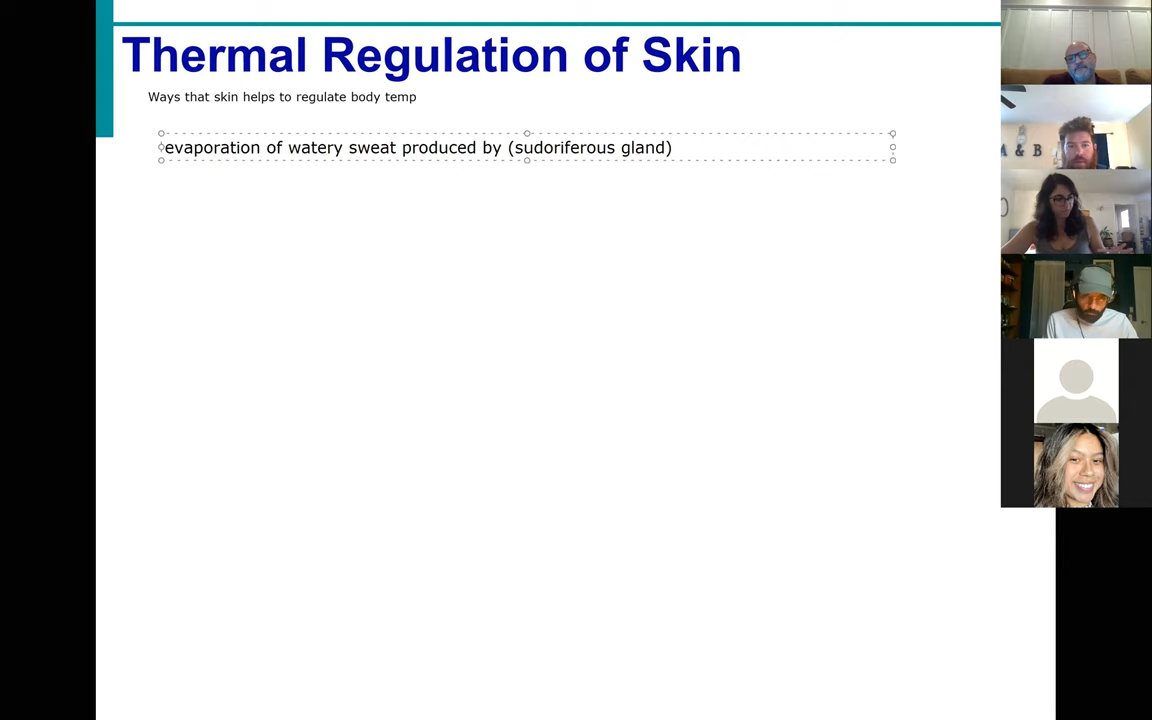 Thermal Regulation of Skin
Ways that skin helps to regulate body temp
evaporation of watery sweat produced by (sudoriferous gland)
A & B